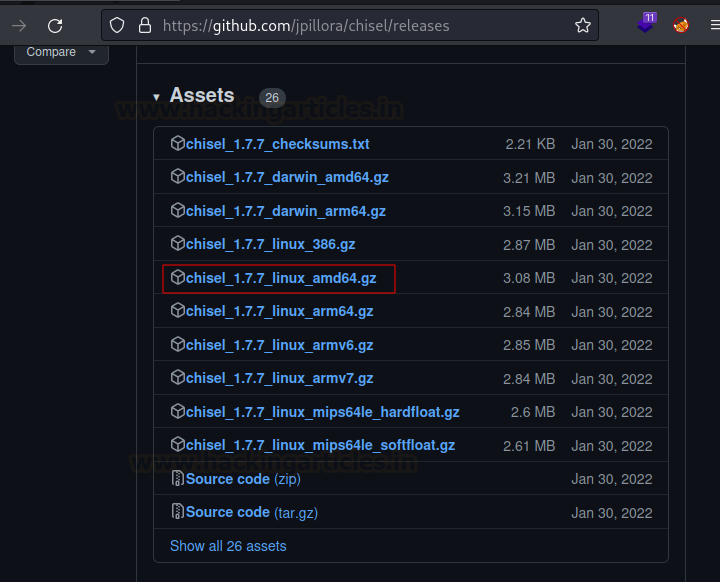 https://github.com/jpillora/chisel/releases
11
Compare
Assets 26
www.hackingarticles.in
chisel_1.7.7_checksums.txt 2.21 KB Jan 30, 2022
chisel_1.7.7_darwin_amd64.gz 3.21 MB Jan 30, 2022
chisel_1.7.7_darwin_arm64.gz 3.15 MB Jan 30, 2022
chisel_1.7.7_linux_386.gz 2.87 MB Jan 30, 2022
chisel_1.7.7_linux_amd64.gz 3.08 MB Jan 30, 2022
chisel_1.7.7_linux_arm64.gz 2.84 MB Jan 30, 2022
chisel_1.7.7_linux_armv6.gz 2.85 MB Jan 30, 2022
chisel_1.7.7_linux_armv7.gz 2.84 MB Jan 30, 2022
chisel_1.7.7_linux_mips64le_hardfloat.gz 2.6 MB Jan 30, 2022
chisel_1.7.7_linux_mips64le_softfloat.gz 2.61 MB Jan 30, 2022
www.hackingarticles.in
Source code (zip) Jan 30, 2022
Source code (tar.gz) Jan 30, 2022
Show all 26 assets